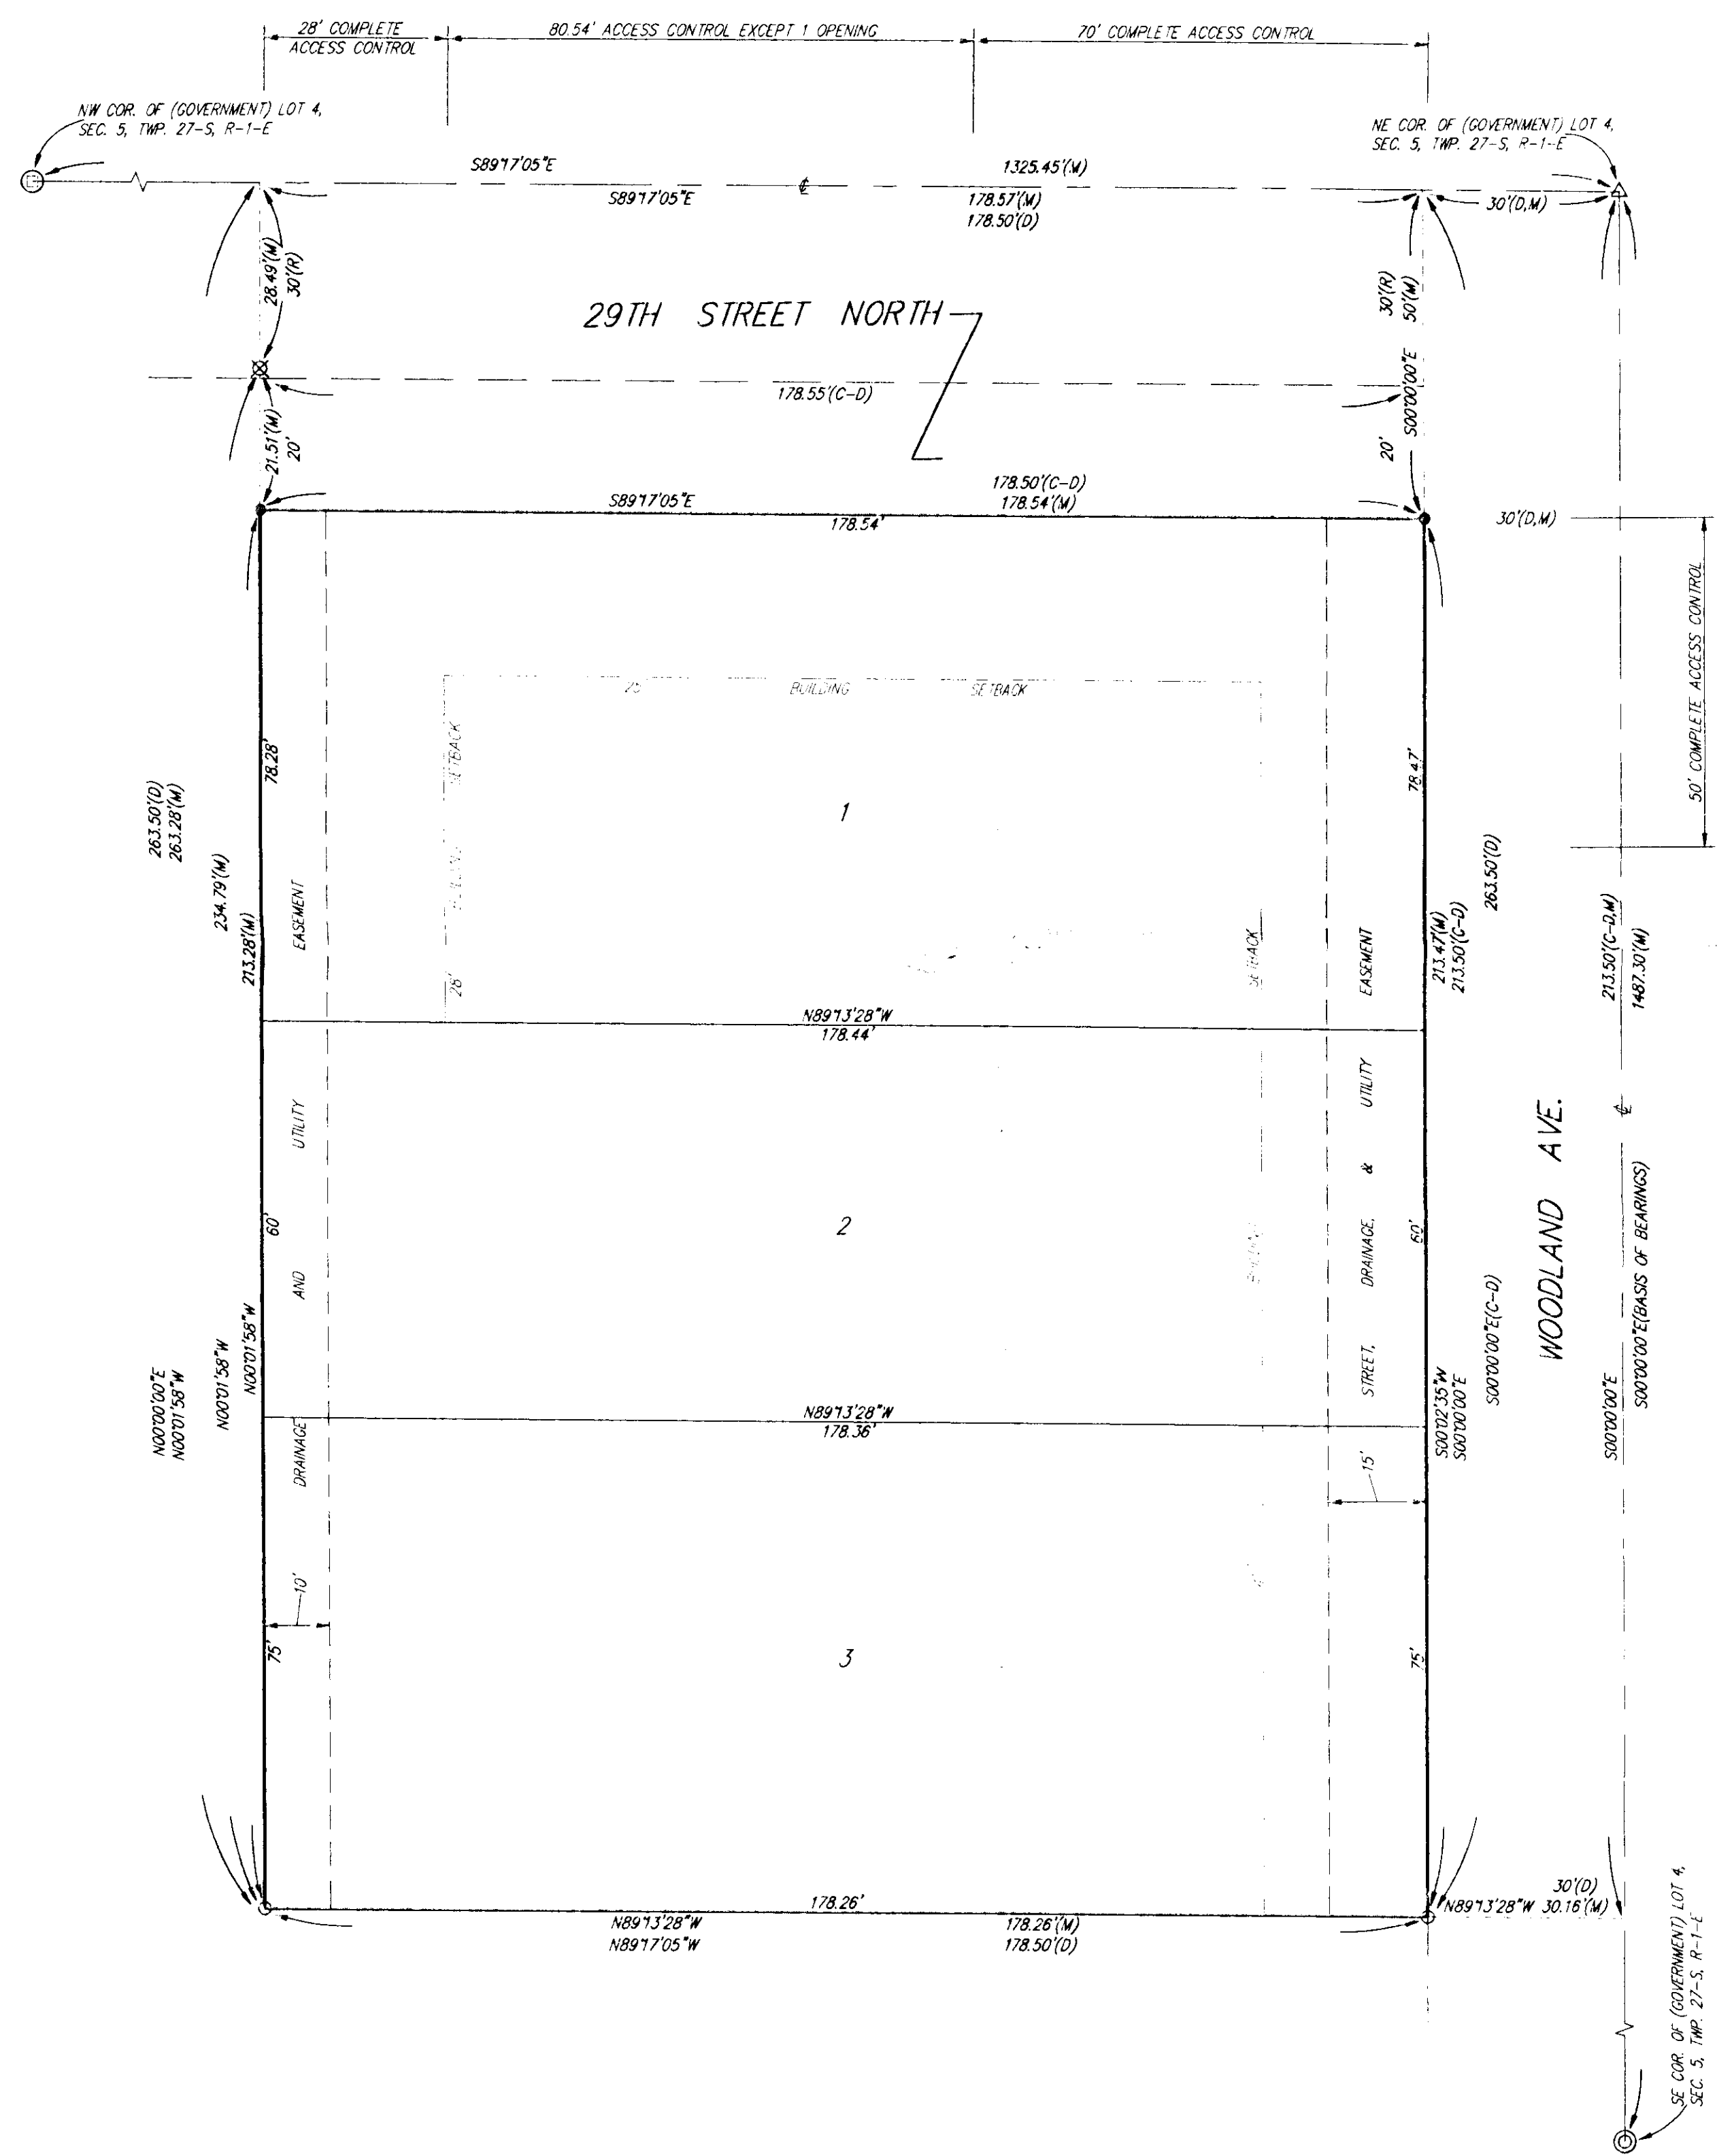 28' COMPLETE
ACCESS CONTROL
80.54' ACCESS CONTROL EXCEPT 1 OPENING
70' COMPLETE ACCESS CONTROL
NW COR. OF (GOVERNMENT) LOT 4,
SEC. 5, TWP. 27-S, R-1-E
NE COR. OF (GOVERNMENT) LOT 4,
SEC. 5, TWP. 27-S, R-1-E
S89°17'05"E
1325.45'(M)
S89°17'05"E
℄
178.57'(M)
178.50'(D)
30'(D,M)
28.49'(M)
30'(R)
30'(R)
50'(M)
29TH STREET NORTH
178.55'(C-D)
S00°00'00"E
21.51'(M)
20'
20'
178.50'(C-D)
S89°17'05"E
178.54'(M)
178.54'
30'(D,M)
50' COMPLETE ACCESS CONTROL
25' BUILDING SETBACK
78.28'
78.47'
28' BUILDING SETBACK
1
263.50'(D)
263.28'(M)
234.79'(M)
213.28'(M)
EASEMENT
SETBACK
EASEMENT
213.47'(M)
213.50'(C-D)
263.50'(D)
213.50'(C-D,M)
1487.30'(M)
N89°13'28"W
178.44'
UTILITY
UTILITY
℄
WOODLAND AVE.
60'
2
BUILDING
&
60'
AND
DRAINAGE,
N00°00'00"E
N00°01'58"W
N00°01'58"W
N00°01'58"W
STREET,
S00°02'35"W
S00°00'00"E
S00°00'00"E(C-D)
S00°00'00"E
S00°00'00"E(BASIS OF BEARINGS)
DRAINAGE
N89°13'28"W
178.36'
15'
10'
75'
3
75'
178.26'
N89°13'28"W
178.26'(M)
N89°17'05"W
178.50'(D)
30'(D)
N89°13'28"W 30.16'(M)
SE COR. OF (GOVERNMENT) LOT 4,
SEC. 5, TWP. 27-S, R-1-E